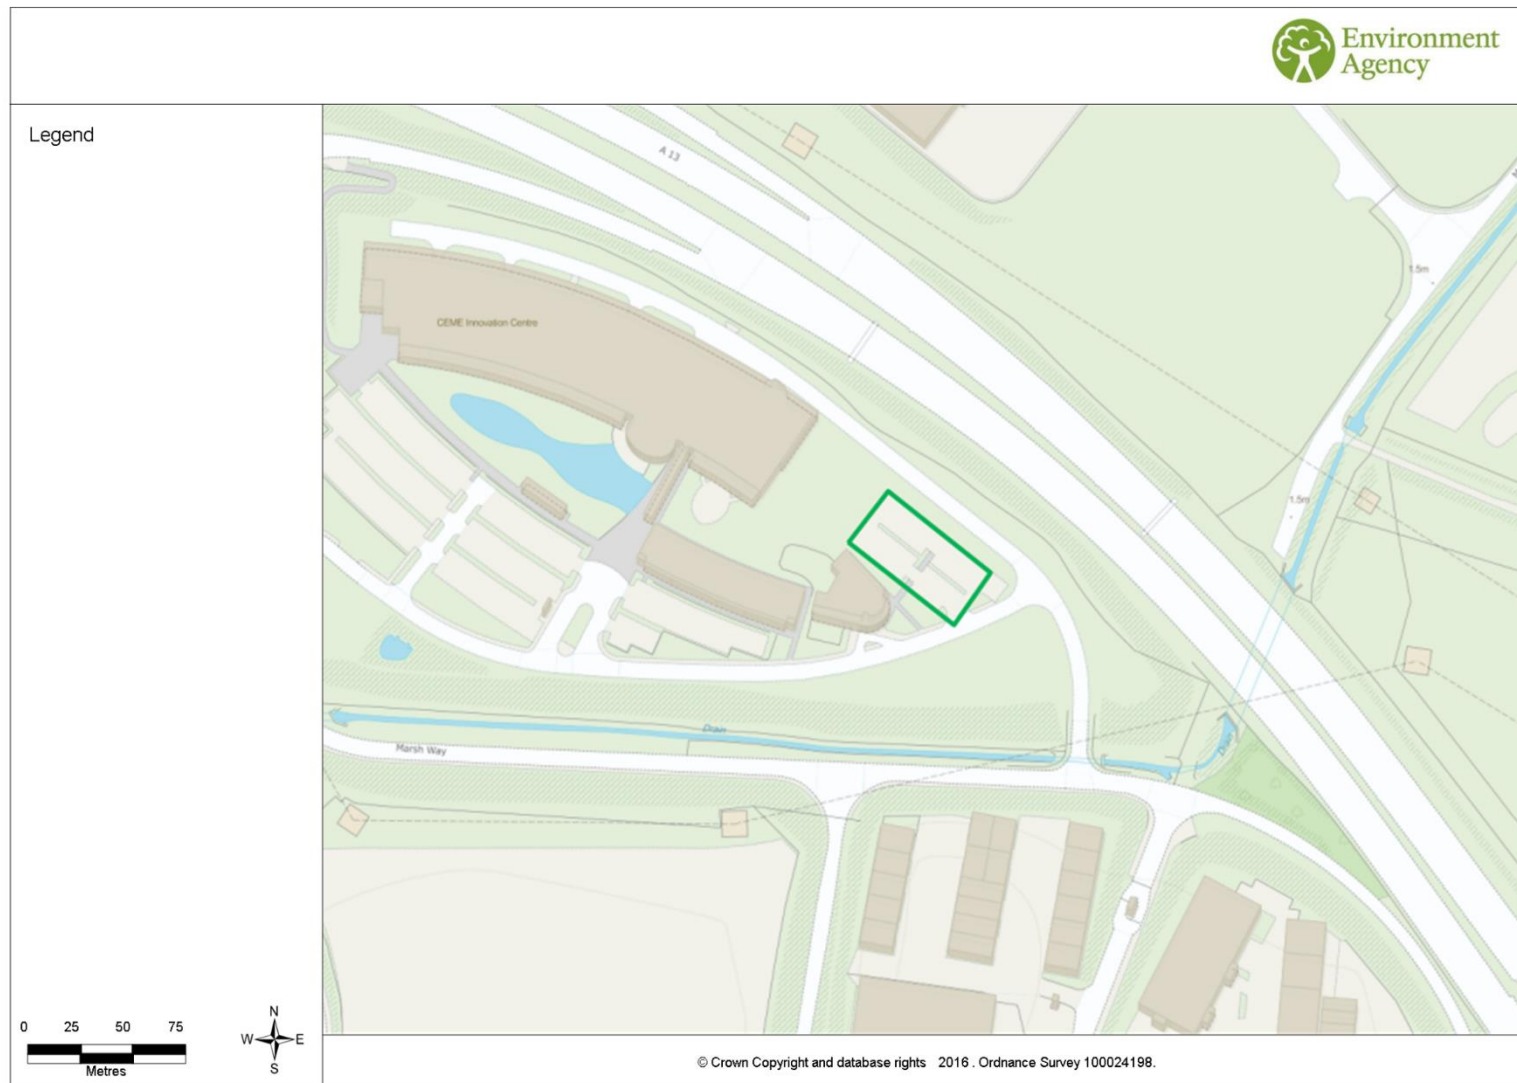 Environment
Agency
Legend
A 13
1.5m
CEME Innovation Centre
1.5m
Drain
Drain
Marsh Way
0 25 50 75
Metres
N
W E
S
© Crown Copyright and database rights 2016 . Ordnance Survey 100024198.